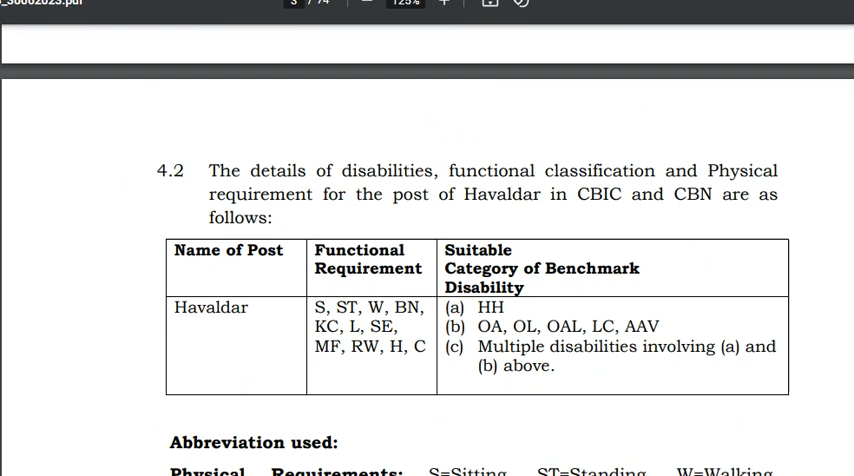 3 / 74
125%
4.2 The details of disabilities, functional classification and Physical
requirement for the post of Havaldar in CBIC and CBN are as
follows:
Name of Post
Functional
Requirement
Suitable
Category of Benchmark
Disability
Havaldar
S, ST, W, BN,
KC, L, SE,
MF, RW, H, C
(a) HH
(b) OA, OL, OAL, LC, AAV
(c) Multiple disabilities involving (a) and
(b) above.
Abbreviation used:
Physical Requirements: S=Sitting, ST=Standing, W=Walking,